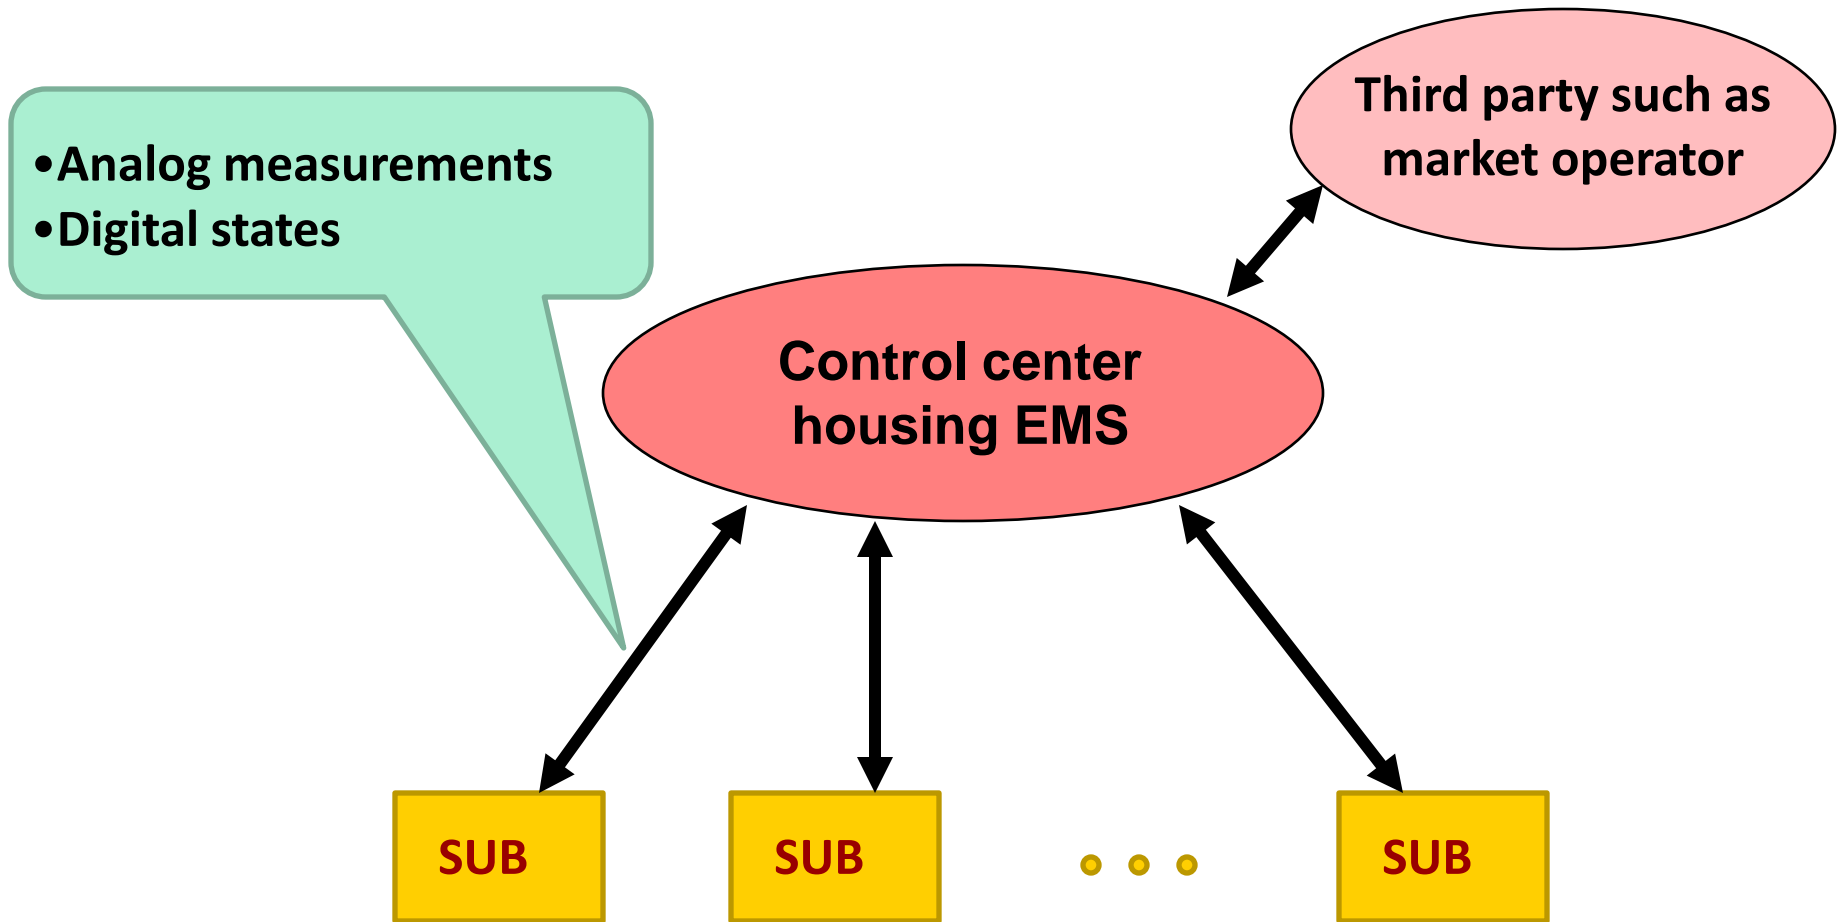 Third party such as
market operator
•Analog measurements
•Digital states
Control center
housing EMS
SUB
SUB
SUB